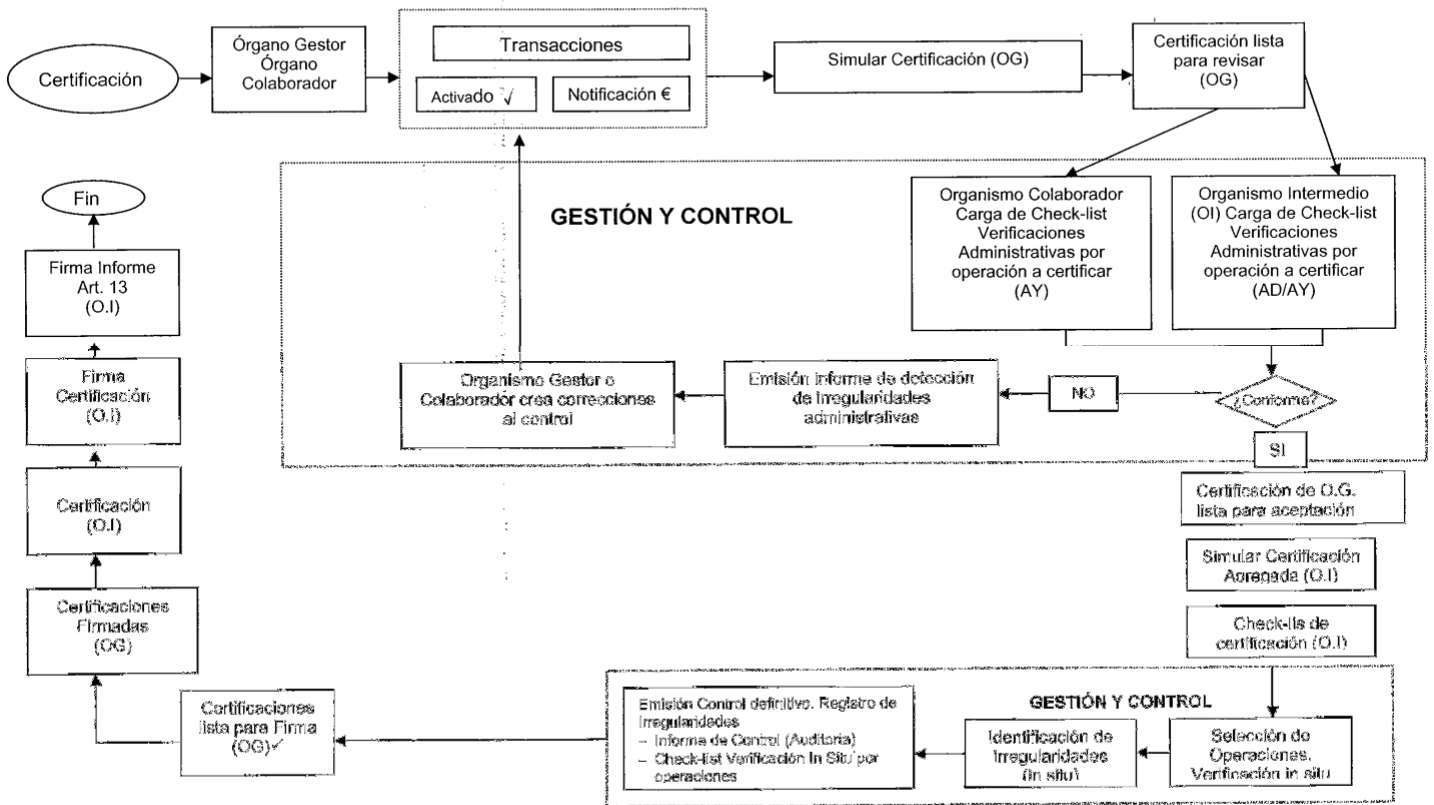 Certificación
Órgano Gestor
Órgano
Colaborador
Transacciones
Activado √
Notificación €
Simular Certificación (OG)
Certificación lista
para revisar
(OG)
GESTIÓN Y CONTROL
Organismo Colaborador
Carga de Check-list
Verificaciones
Administrativas por
operación a certificar
(AY)
Organismo Intermedio
(OI) Carga de Check-list
Verificaciones
Administrativas por
operación a certificar
(AD/AY)
¿Conforme?
NO
Emisión informe de detección
de Irregularidades
administrativas
Organismo Gestor o
Colaborador crea correcciones
al control
SI
Certificación de O.G.
lista para aceptación
Simular Certificación
Agregada (O.I)
Check-lis de
certificación (O.I)
GESTIÓN Y CONTROL
Selección de
Operaciones.
Verificación in situ
Identificación de
Irregularidades
(In situ)
Emisión Control definitivo. Registro de
Irregularidades
– Informe de Control (Auditoria)
– Check-list Verificación In Situ por
operaciones
Certificaciones
lista para Firma
(OG)✓
Certificaciones
Firmadas
(OG)
Certificación
(O.I)
Firma
Certificación
(O.I)
Firma Informe
Art. 13
(O.I)
Fin